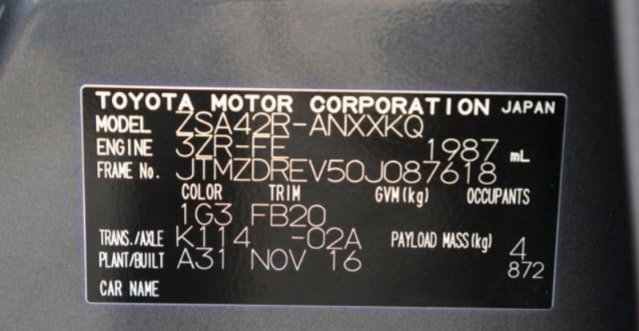 TOYOTA MOTOR CORPORATION JAPAN
MODEL ZSA42R-ANXXKQ
ENGINE 3ZR-FE 1987 mL
FRAME No. JTMZDREV50J087618
COLOR TRIM GVM(kg) OCCUPANTS
1G3 FB20
TRANS./AXLE K114 -02A PAYLOAD MASS(kg) 4
PLANT/BUILT A31 NOV 16 872
CAR NAME